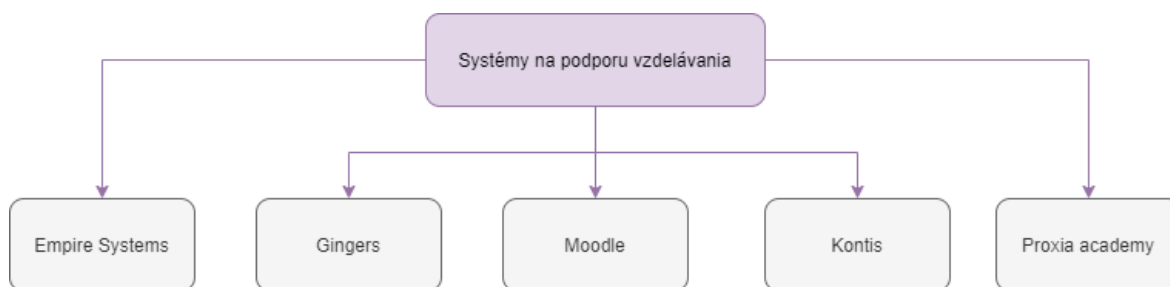 Systémy na podporu vzdelávania
Empire Systems
Gingers
Moodle
Kontis
Proxia academy